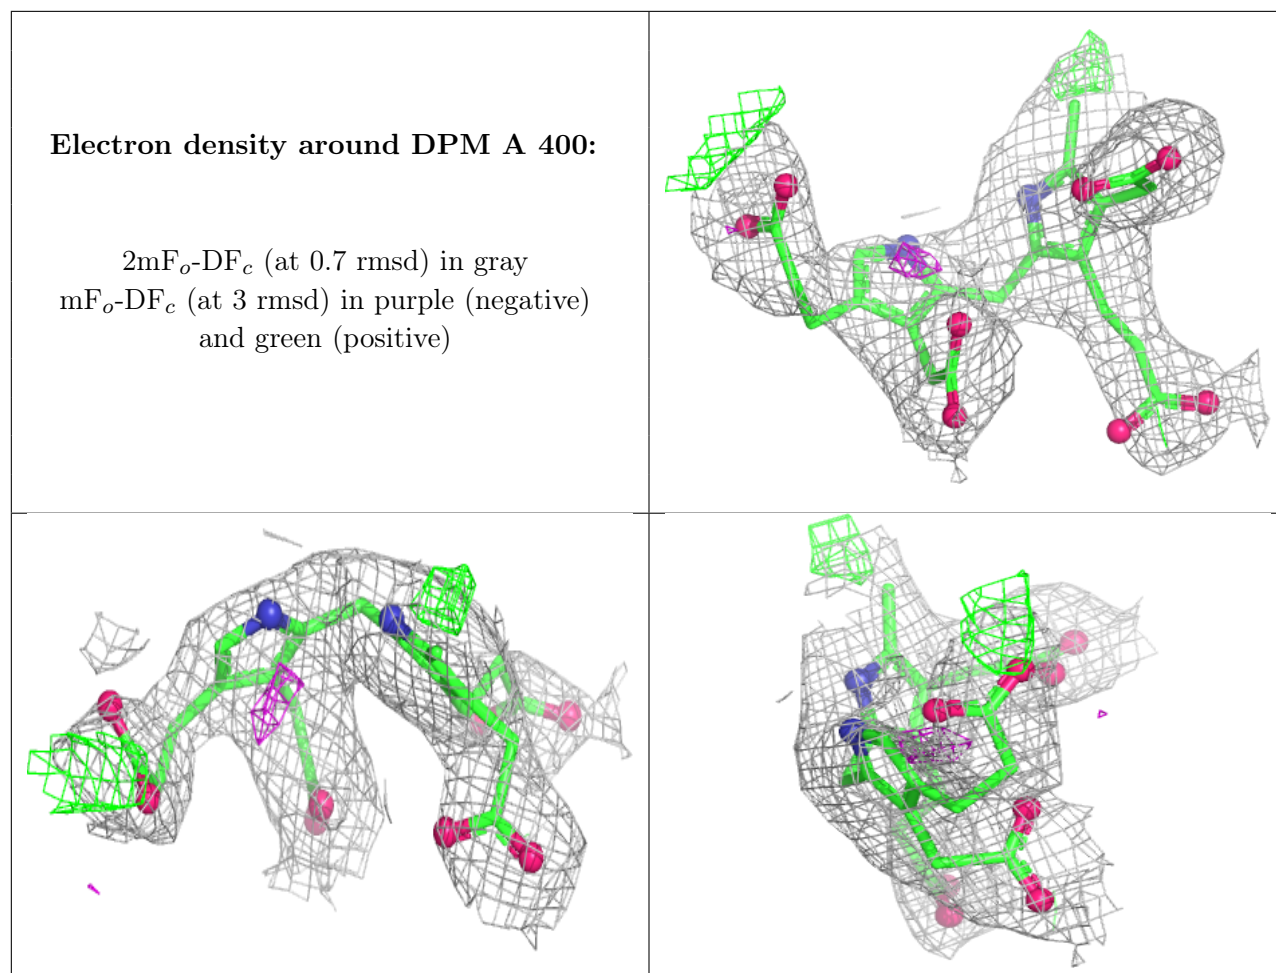 Electron density around DPM A 400:
2mFo-DFc (at 0.7 rmsd) in gray
mFo-DFc (at 3 rmsd) in purple (negative)
and green (positive)